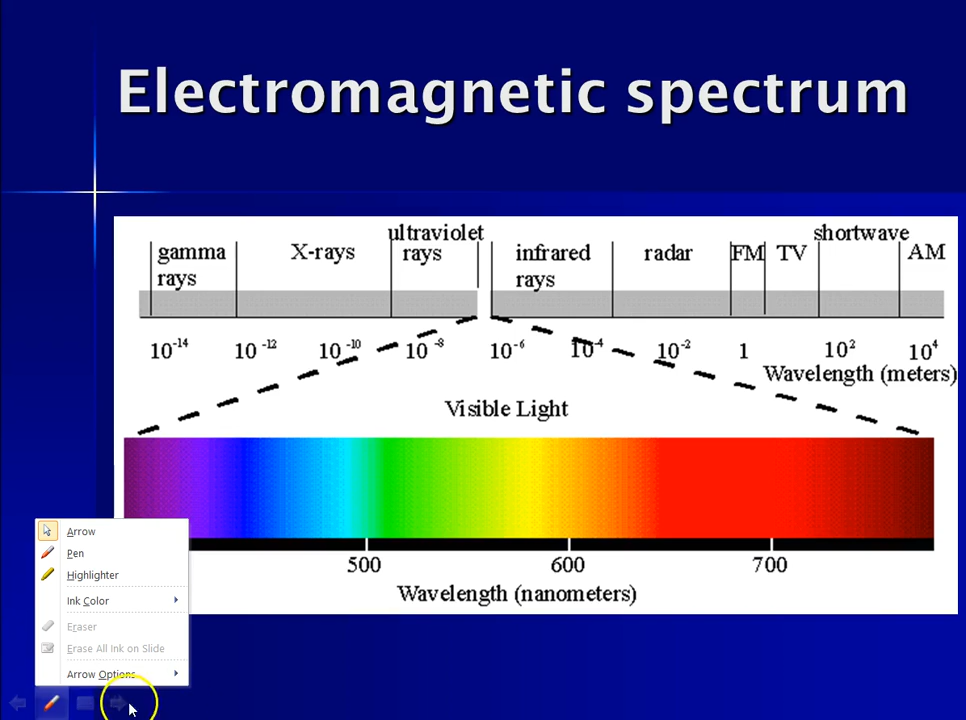 Electromagnetic spectrum
gamma rays X-rays ultraviolet rays infrared rays radar FM TV shortwave AM
10⁻¹⁴ 10⁻¹² 10⁻¹⁰ 10⁻⁸ 10⁻⁶ 10⁻⁴ 10⁻² 1 10² 10⁴
Wavelength (meters)
Visible Light
500 600 700
Wavelength (nanometers)
Arrow
Pen
Highlighter
Ink Color
Eraser
Erase All Ink on Slide
Arrow Options